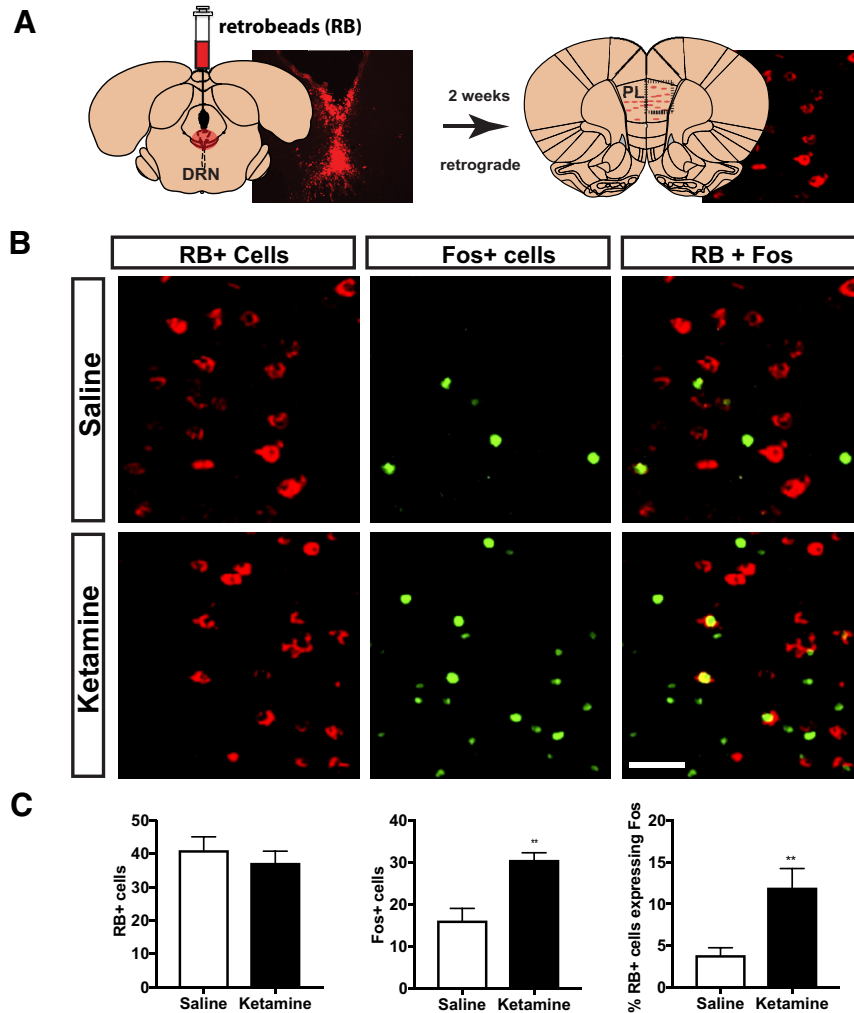 A
retrobeads (RB)
DRN
2 weeks
retrograde
PL
B
RB+ Cells
Fos+ cells
RB + Fos
Saline
Ketamine
C
RB+ cells
50
40
30
20
10
0
Saline
Ketamine
Fos+ cells
40
30
20
10
0
**
Saline
Ketamine
% RB+ cells expressing Fos
20
15
10
5
0
**
Saline
Ketamine